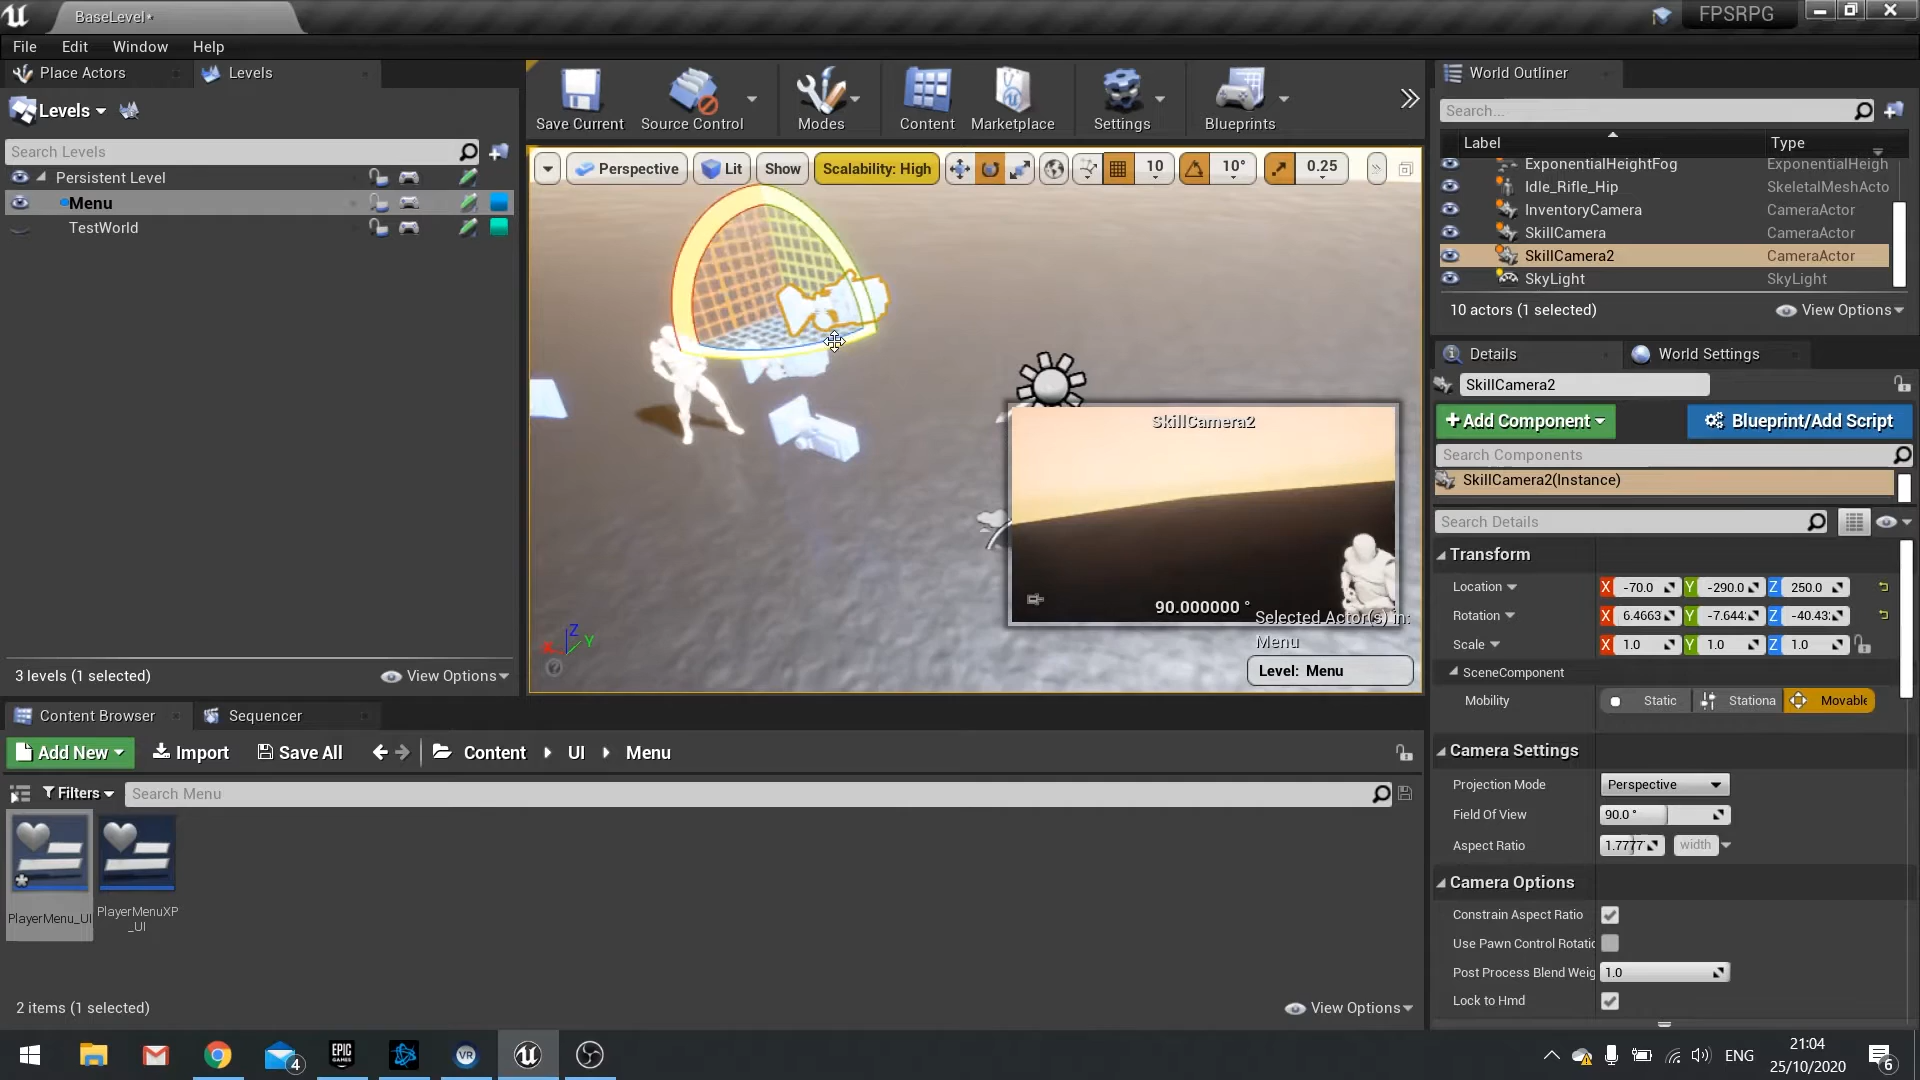 BaseLevel*
FPSRPG
File Edit Window Help
Place Actors
Levels
Levels
Search Levels
Persistent Level
Menu
TestWorld
3 levels (1 selected)
View Options
Save Current
Source Control
Modes
Content
Marketplace
Settings
Blueprints
Perspective
Lit
Show
Scalability: High
10
10°
0.25
SkillCamera2
90.000000 °
Selected Actor(s) in:
Menu
Level: Menu
X Z Y
World Outliner
Search...
Label Type
ExponentialHeightFog ExponentialHeigh
Idle_Rifle_Hip SkeletalMeshActo
InventoryCamera CameraActor
SkillCamera CameraActor
SkillCamera2 CameraActor
SkyLight SkyLight
10 actors (1 selected)
View Options
Details
World Settings
SkillCamera2
+Add Component
Blueprint/Add Script
Search Components
SkillCamera2(Instance)
Search Details
Transform
Location X -70.0 Y -290.0 Z 250.0
Rotation X 6.4663 Y -7.644 Z -40.43
Scale X 1.0 Y 1.0 Z 1.0
SceneComponent
Mobility Static Stationa Movable
Camera Settings
Projection Mode Perspective
Field Of View 90.0 °
Aspect Ratio 1.7777 width
Camera Options
Constrain Aspect Ratio
Use Pawn Control Rotatic
Post Process Blend Weig 1.0
Lock to Hmd
Content Browser
Sequencer
Add New
Import
Save All
Content
UI
Menu
Filters
Search Menu
PlayerMenu_UI
PlayerMenuXP
_UI
2 items (1 selected)
View Options
4
EPIC
GAMES
VR
ENG
21:04
25/10/2020
6